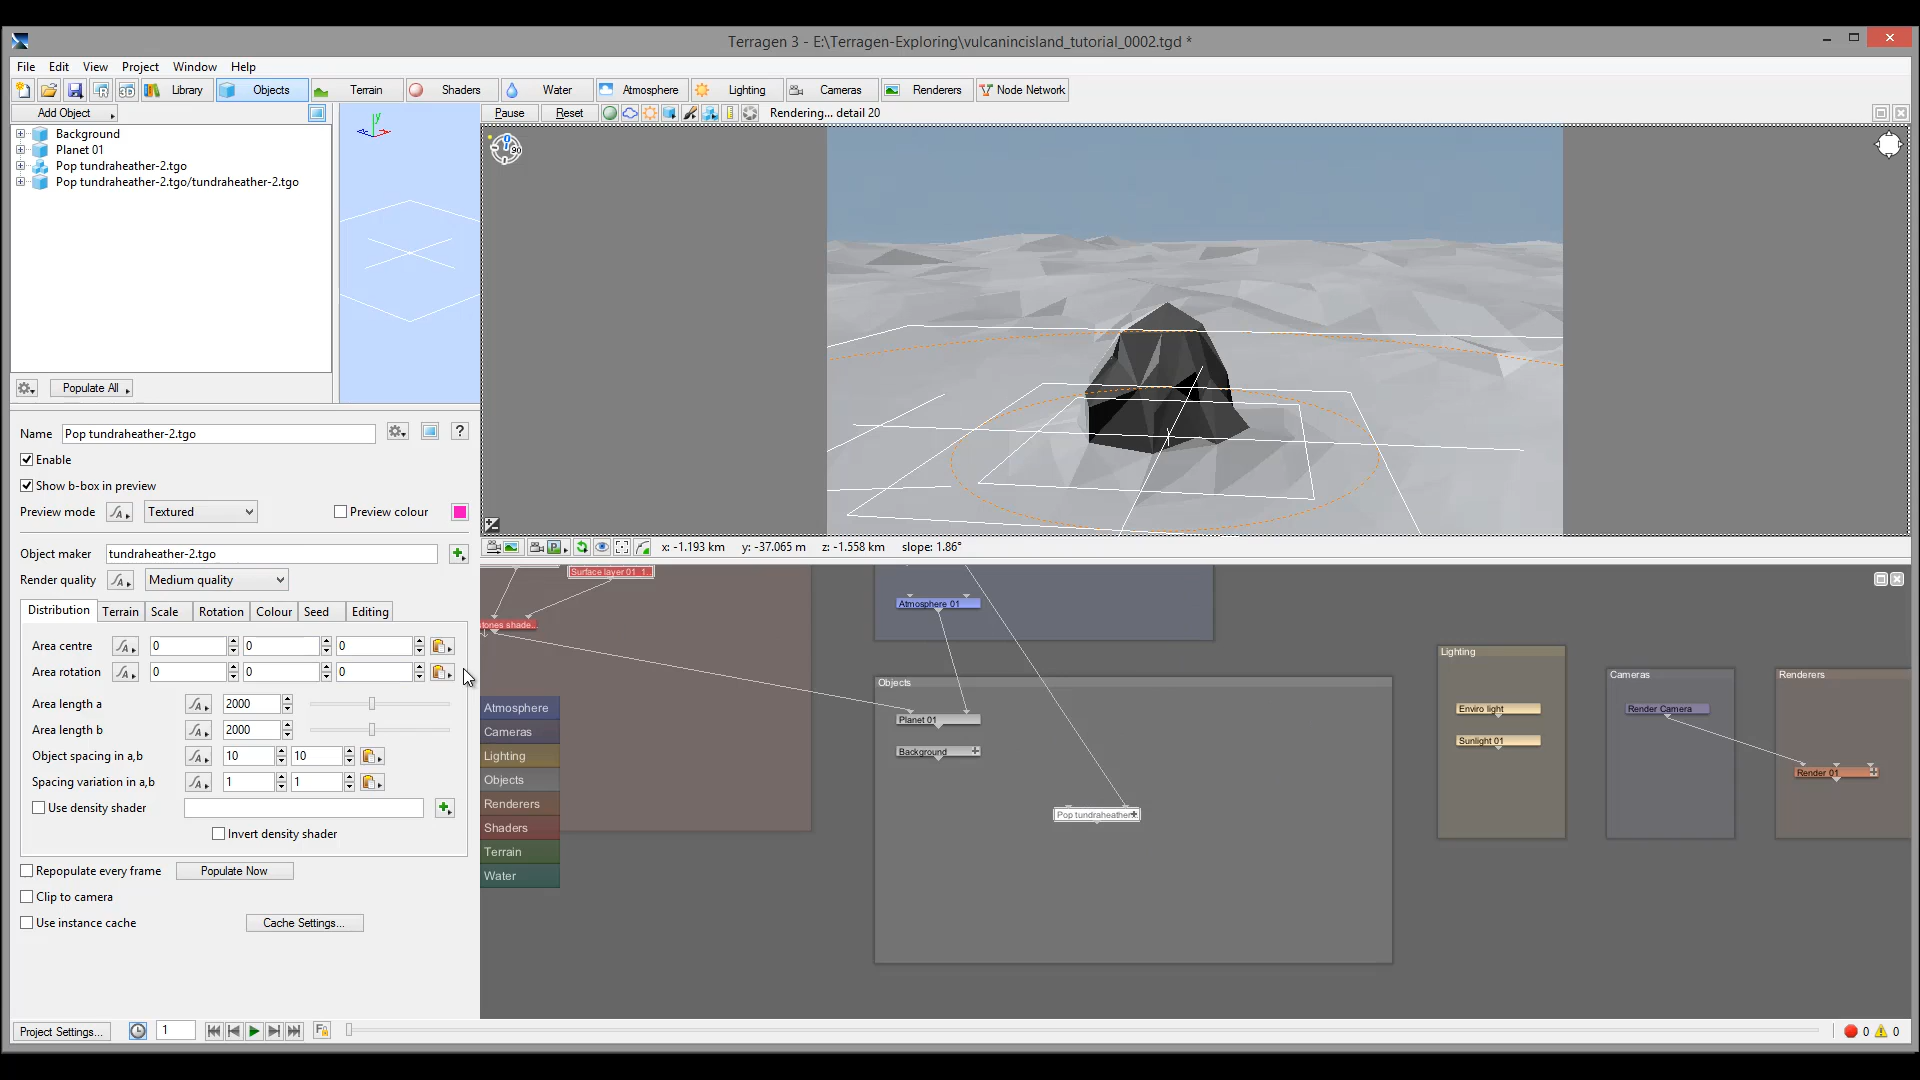 Terragen 3 - E:\Terragen-Exploring\vulcanincisland_tutorial_0002.tgd *
File Edit View Project Window Help
Library Objects Terrain Shaders Water Atmosphere Lighting Cameras Renderers Node Network
Add Object
Pause Reset Rendering... detail 20
Background
Planet 01
Pop tundraheather-2.tgo
Pop tundraheather-2.tgo/tundraheather-2.tgo
y
90
Populate All
Name Pop tundraheather-2.tgo ?
Enable
Show b-box in preview
Preview mode Textured Preview colour
Object maker tundraheather-2.tgo
Render quality Medium quality
Distribution Terrain Scale Rotation Colour Seed Editing
Area centre 0 0 0
Area rotation 0 0 0
Area length a 2000
Area length b 2000
Object spacing in a,b 10 10
Spacing variation in a,b 1 1
Use density shader
Invert density shader
Repopulate every frame Populate Now
Clip to camera
Use instance cache Cache Settings...
x: -1.193 km y: -37.065 m z: -1.558 km slope: 1.86°
Surface layer 01_1..
tones shade..
Atmosphere 01
Objects
Planet 01
Background
Pop tundraheather
Lighting
Enviro light
Sunlight 01
Cameras
Render Camera
Renderers
Render 01
Atmosphere
Cameras
Lighting
Objects
Renderers
Shaders
Terrain
Water
Project Settings... 1 0 0